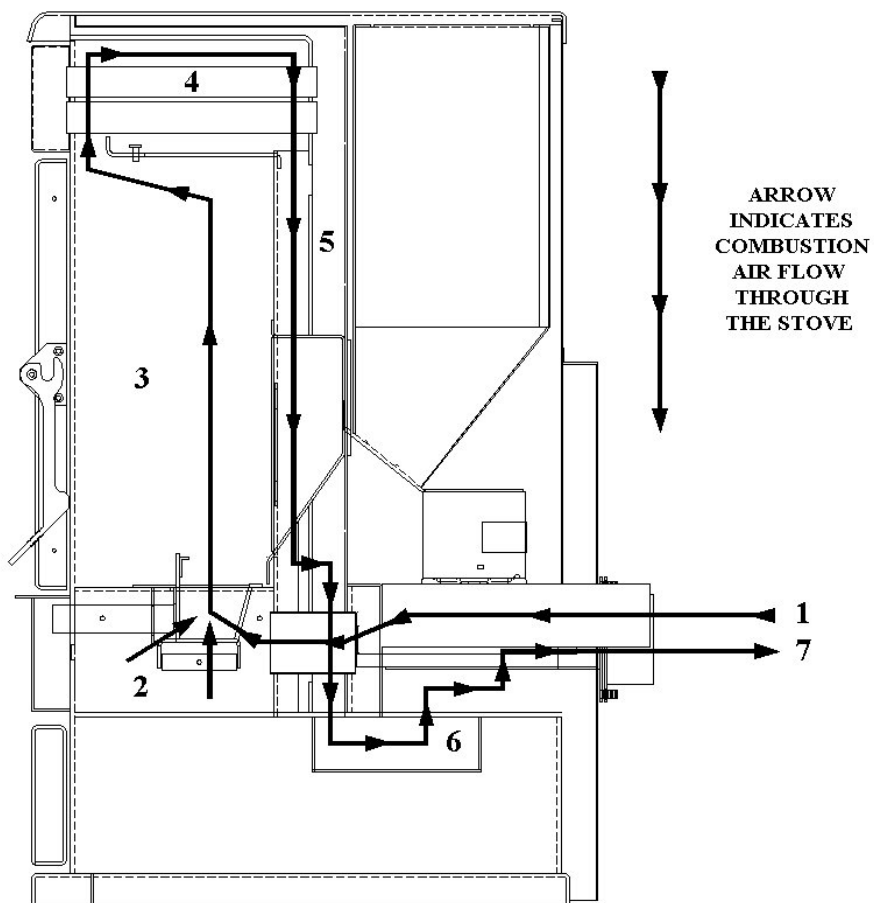 4
ARROW
INDICATES
COMBUSTION
AIR FLOW
THROUGH
THE STOVE
5
3
1
7
2
6